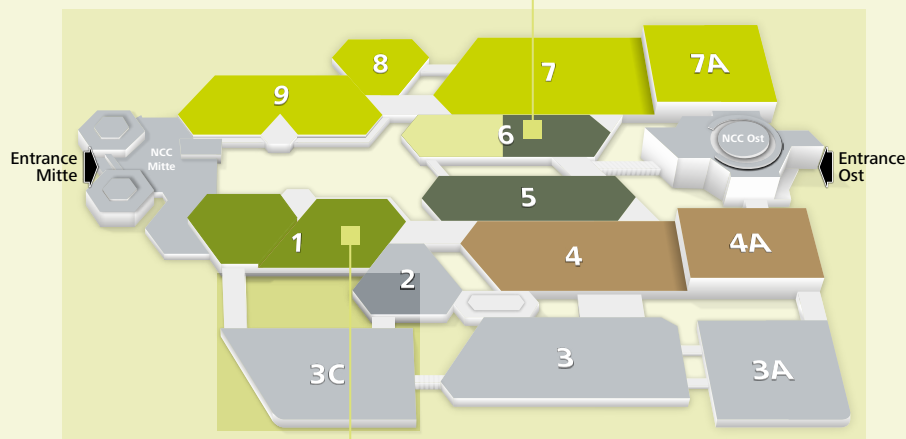 7A
8
7
9
6
NCC Ost
NCC
Mitte
Entrance
Mitte
Entrance
Ost
5
1
4
4A
2
3
3A
3C